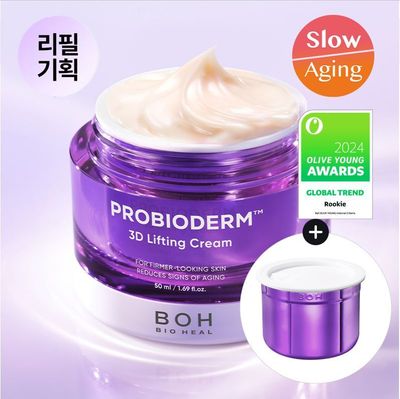 리필
기획
Slow
Aging
2024
OLIVE YOUNG
AWARDS
GLOBAL TREND
Rookie
PROBIODERM™
3D Lifting Cream
FOR FIRMER-LOOKING SKIN
REDUCES SIGNS OF AGING
50 ml / 1.69 fl.oz.
BOH
BIO HEAL
+
BOH